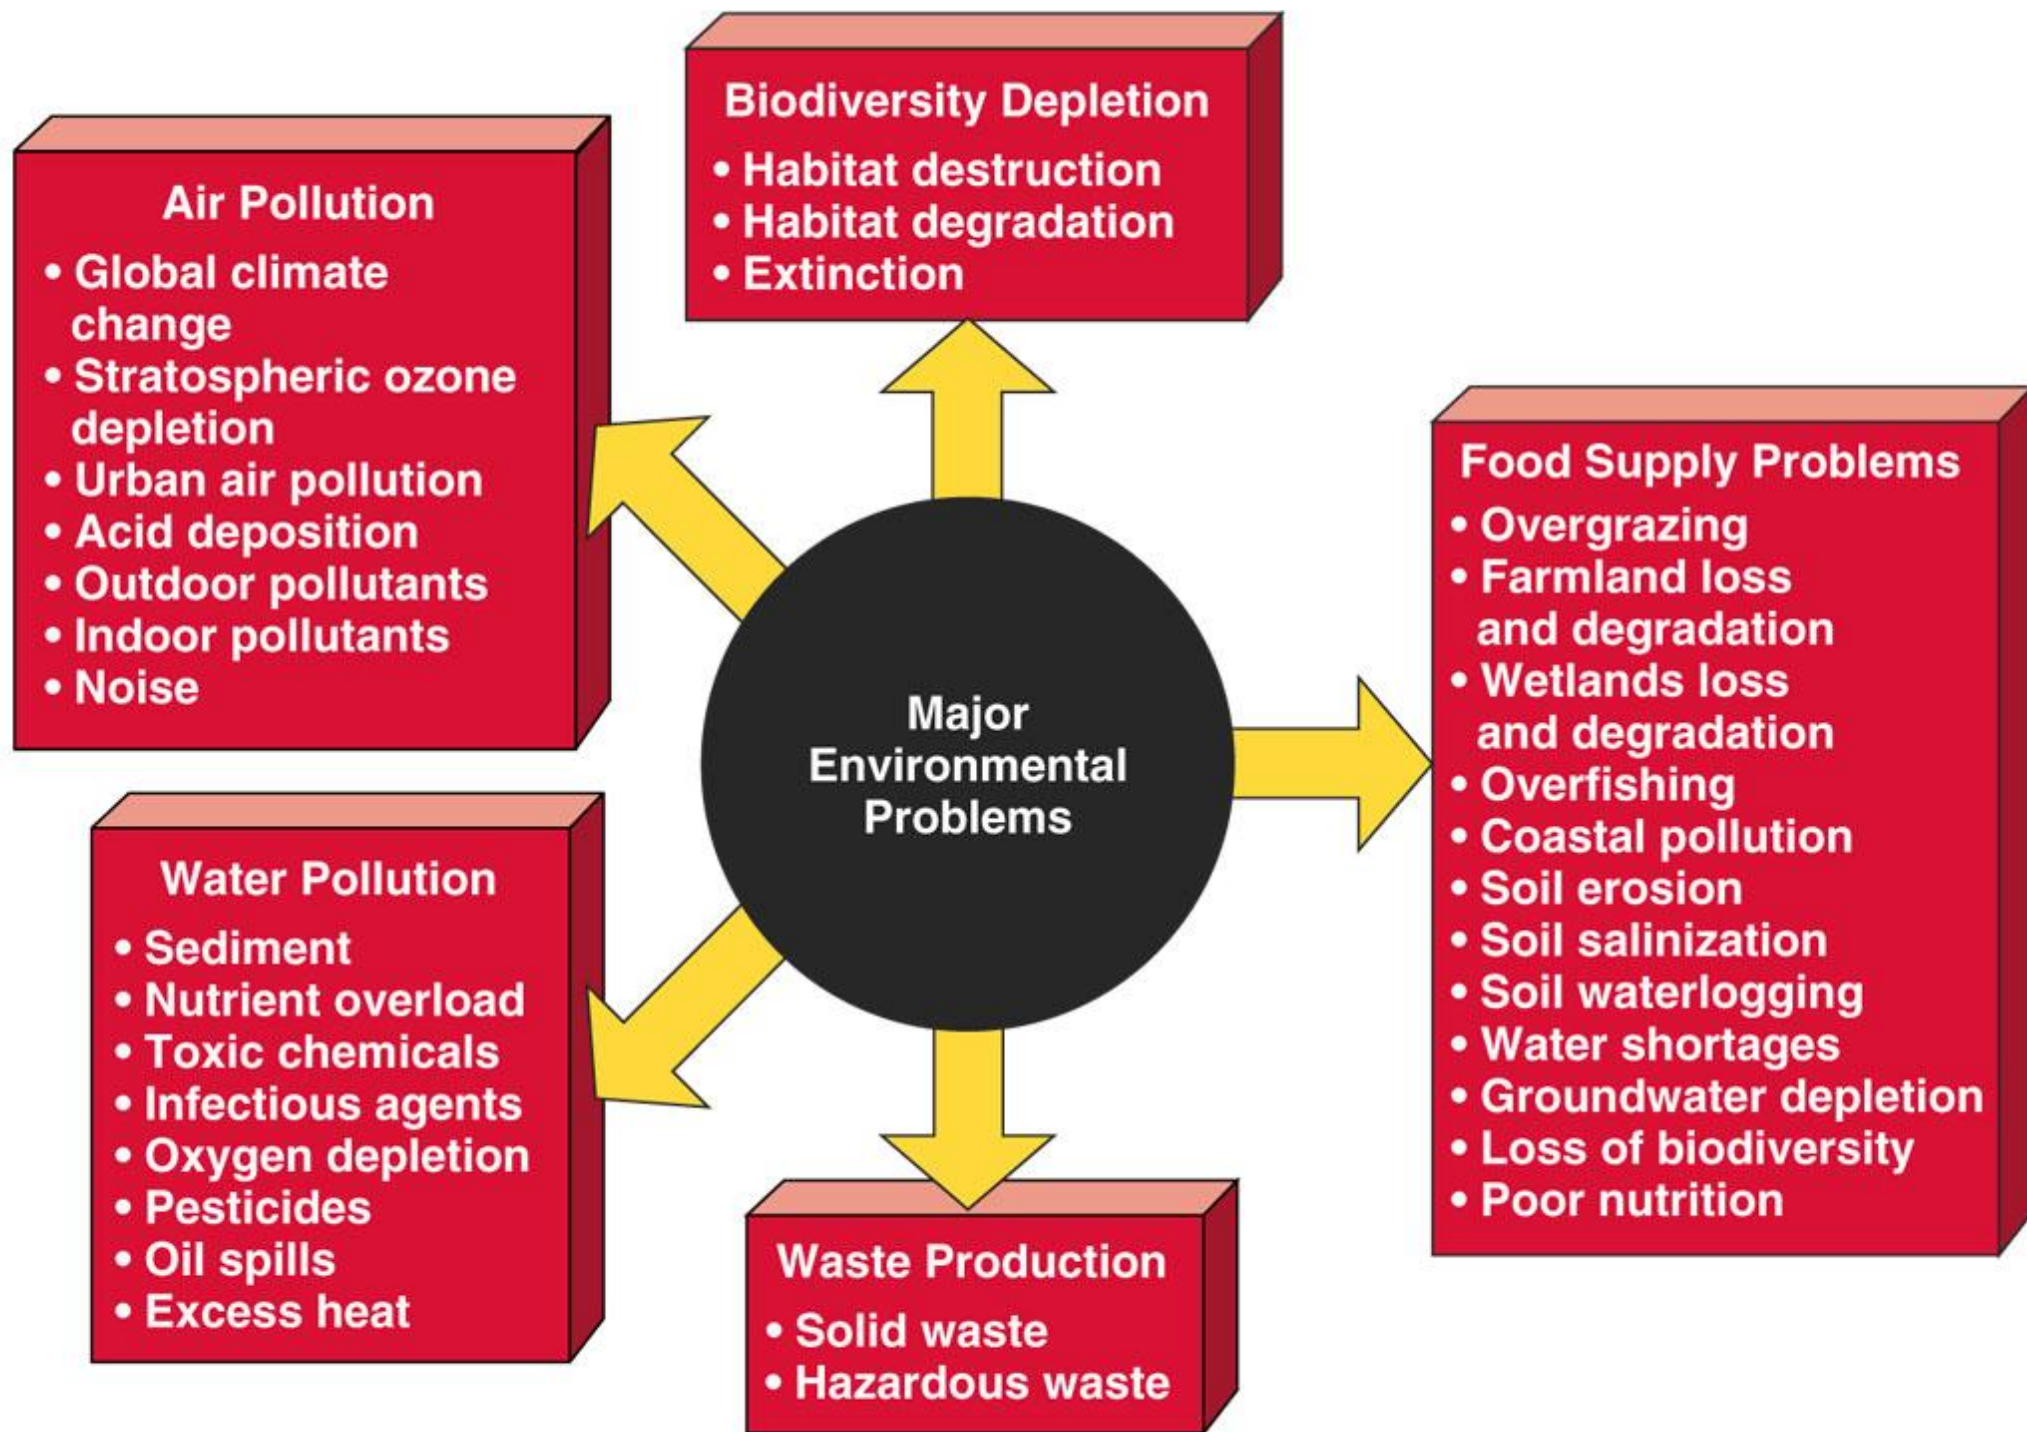 Biodiversity Depletion
• Habitat destruction
• Habitat degradation
• Extinction
Air Pollution
• Global climate
change
• Stratospheric ozone
depletion
• Urban air pollution
• Acid deposition
• Outdoor pollutants
• Indoor pollutants
• Noise
Food Supply Problems
• Overgrazing
• Farmland loss
and degradation
• Wetlands loss
and degradation
• Overfishing
• Coastal pollution
• Soil erosion
• Soil salinization
• Soil waterlogging
• Water shortages
• Groundwater depletion
• Loss of biodiversity
• Poor nutrition
Major
Environmental
Problems
Water Pollution
• Sediment
• Nutrient overload
• Toxic chemicals
• Infectious agents
• Oxygen depletion
• Pesticides
• Oil spills
• Excess heat
Waste Production
• Solid waste
• Hazardous waste